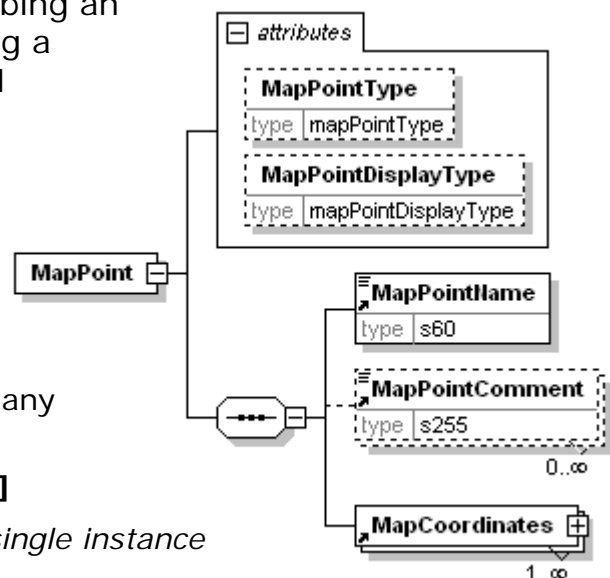 bing an
g a
attributes
MapPointType
type mapPointType
MapPointDisplayType
type mapPointDisplayType
MapPoint
MapPointName
type s60
MapPointComment
type s255
0..∞
any
]
single instance
MapCoordinates
1..∞